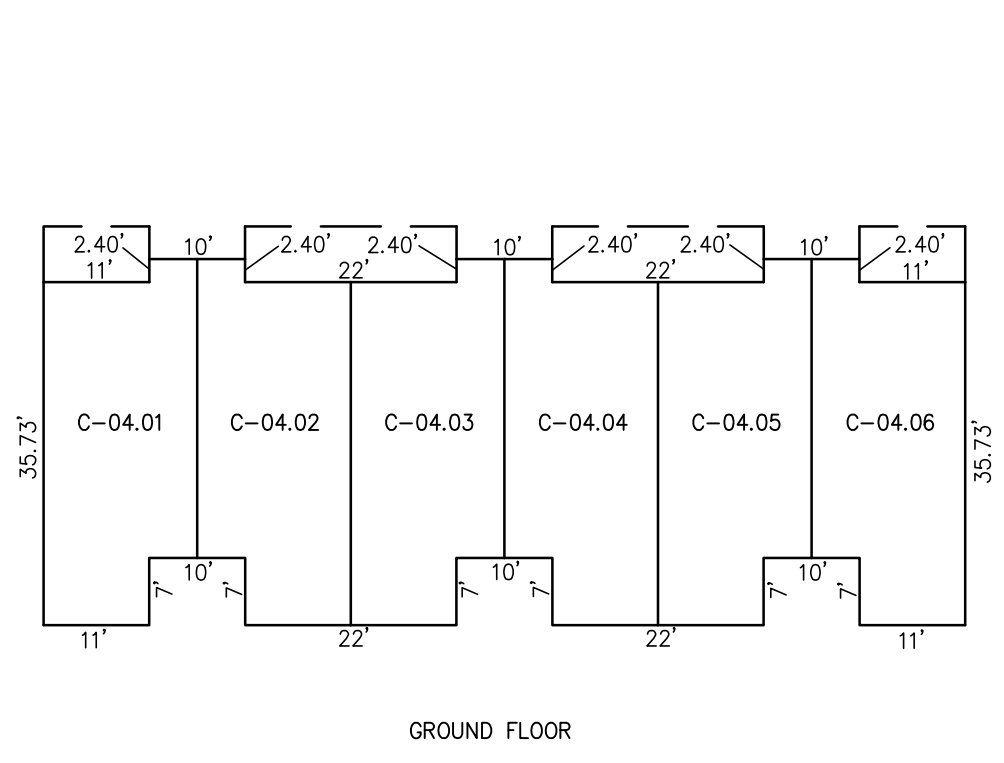 2.40' 10' 2.40' 2.40' 10' 2.40' 2.40' 10' 2.40'
11' 22' 22' 11'
C-04.01 C-04.02 C-04.03 C-04.04 C-04.05 C-04.06
35.73' 35.73'
10' 10' 10'
7' 7' 7' 7' 7' 7'
11' 22' 22' 11'
GROUND FLOOR